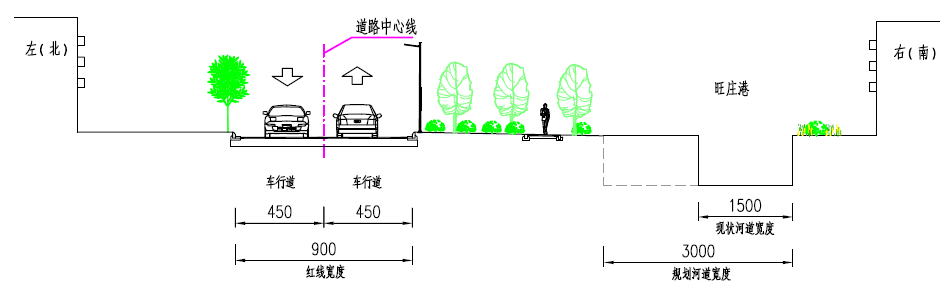 道路中心线
左(北)
右(南)
旺庄港
车行道
车行道
450
450
1500
现状河道宽度
900
3000
红线宽度
规划河道宽度